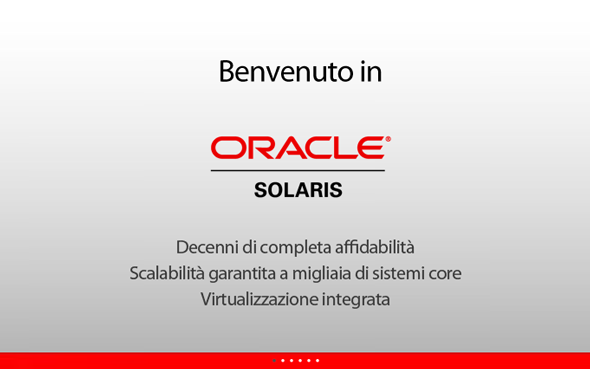 Benvenuto in
ORACLE®
SOLARIS
Decenni di completa affidabilità
Scalabilità garantita a migliaia di sistemi core
Virtualizzazione integrata